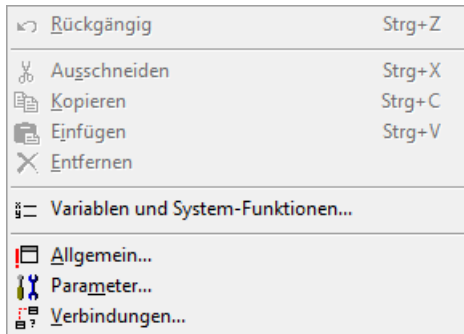 Rückgängig Strg+Z
Ausschneiden Strg+X
Kopieren Strg+C
Einfügen Strg+V
Entfernen
Variablen und System-Funktionen...
Allgemein...
Parameter...
Verbindungen...